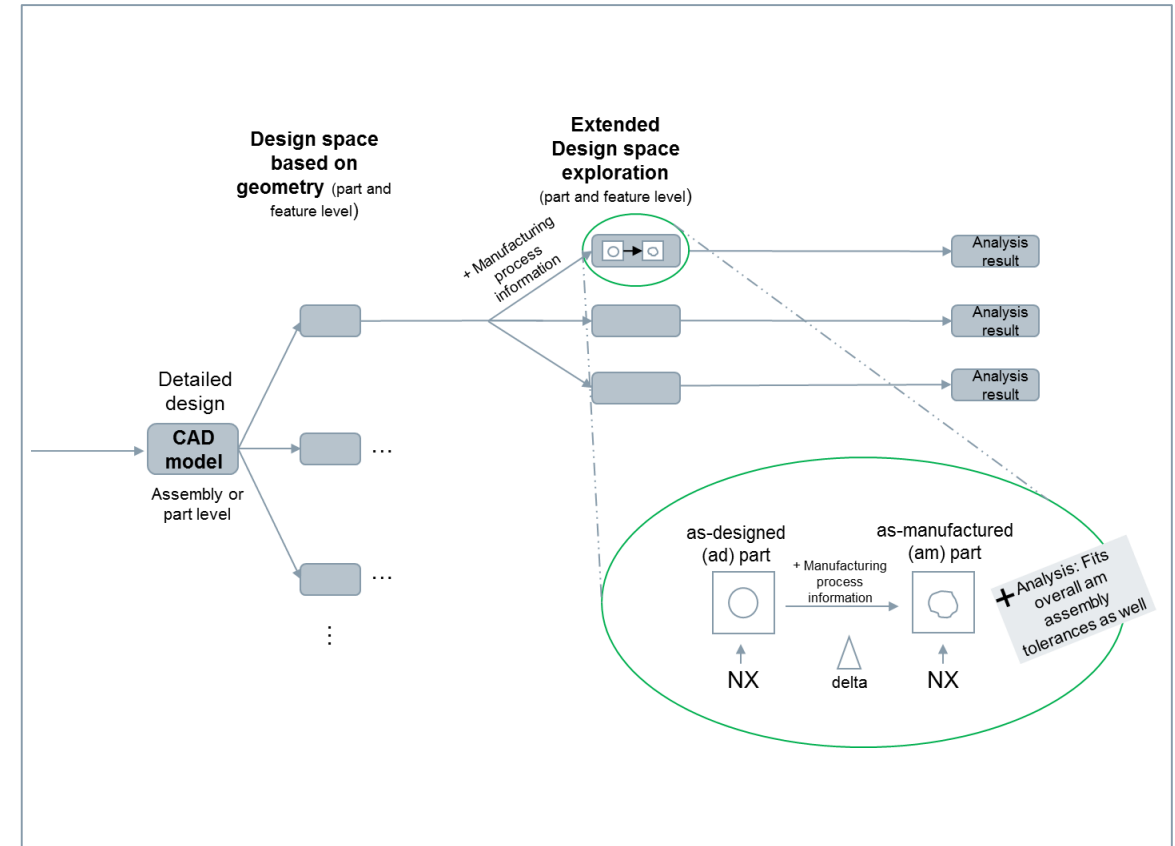 Design space
based on
geometry (part and
feature level)
Extended
Design space
exploration
(part and feature level)
+ Manufacturing
process
information
Analysis
result
Analysis
result
Analysis
result
Detailed
design
CAD
model
Assembly or
part level
...
...
...
as-designed
(ad) part
+ Manufacturing
process
information
as-manufactured
(am) part
+ Analysis: Fits
overall am
assembly
tolerances as well
NX
delta
NX